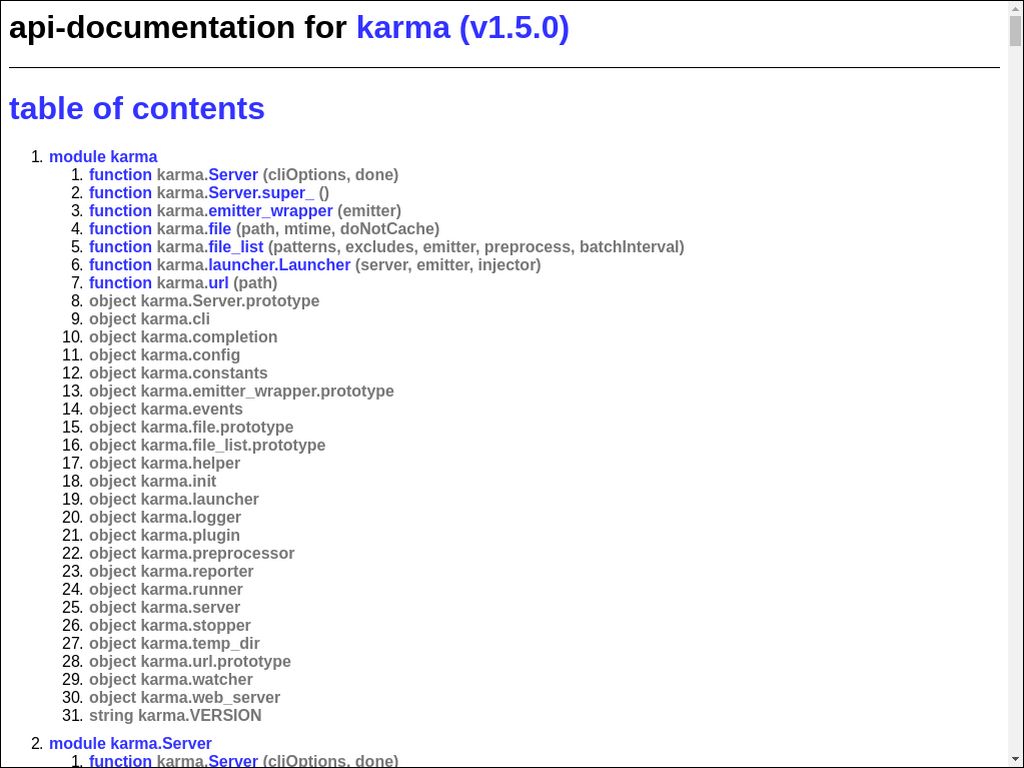 api-documentation for karma (v1.5.0)
table of contents
1. module karma
1. function karma.Server (cliOptions, done)
2. function karma.Server.super_ ()
3. function karma.emitter_wrapper (emitter)
4. function karma.file (path, mtime, doNotCache)
5. function karma.file_list (patterns, excludes, emitter, preprocess, batchInterval)
6. function karma.launcher.Launcher (server, emitter, injector)
7. function karma.url (path)
8. object karma.Server.prototype
9. object karma.cli
10. object karma.completion
11. object karma.config
12. object karma.constants
13. object karma.emitter_wrapper.prototype
14. object karma.events
15. object karma.file.prototype
16. object karma.file_list.prototype
17. object karma.helper
18. object karma.init
19. object karma.launcher
20. object karma.logger
21. object karma.plugin
22. object karma.preprocessor
23. object karma.reporter
24. object karma.runner
25. object karma.server
26. object karma.stopper
27. object karma.temp_dir
28. object karma.url.prototype
29. object karma.watcher
30. object karma.web_server
31. string karma.VERSION
2. module karma.Server
1. function karma.Server (cliOptions, done)